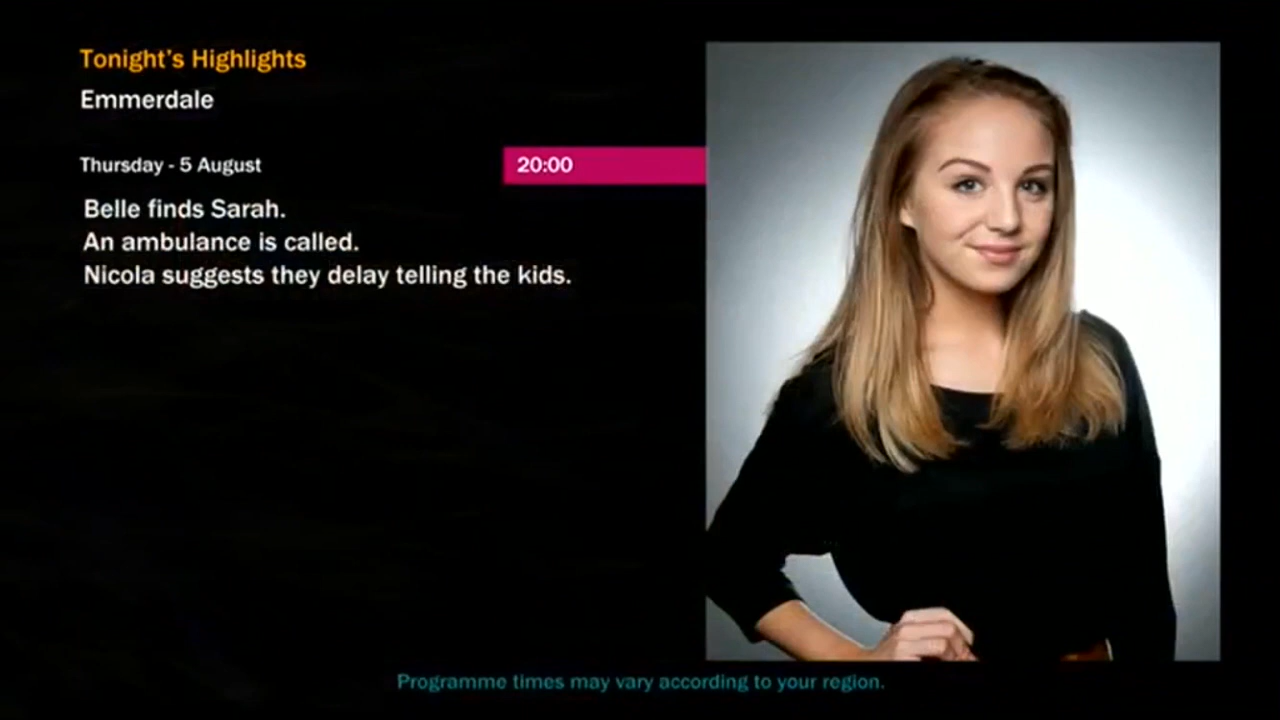 Tonight's Highlights
Emmerdale
Thursday - 5 August
20:00
Belle finds Sarah.
An ambulance is called.
Nicola suggests they delay telling the kids.
Programme times may vary according to your region.